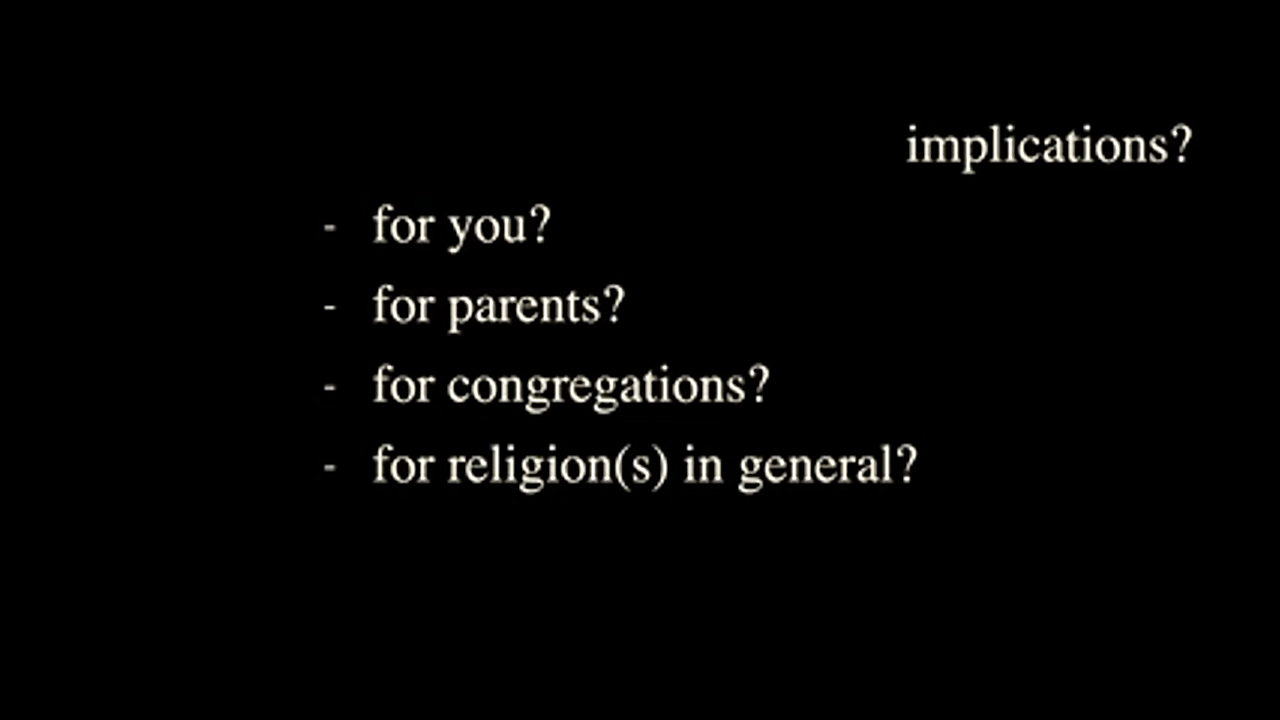 implications?
- for you?
- for parents?
- for congregations?
- for religion(s) in general?